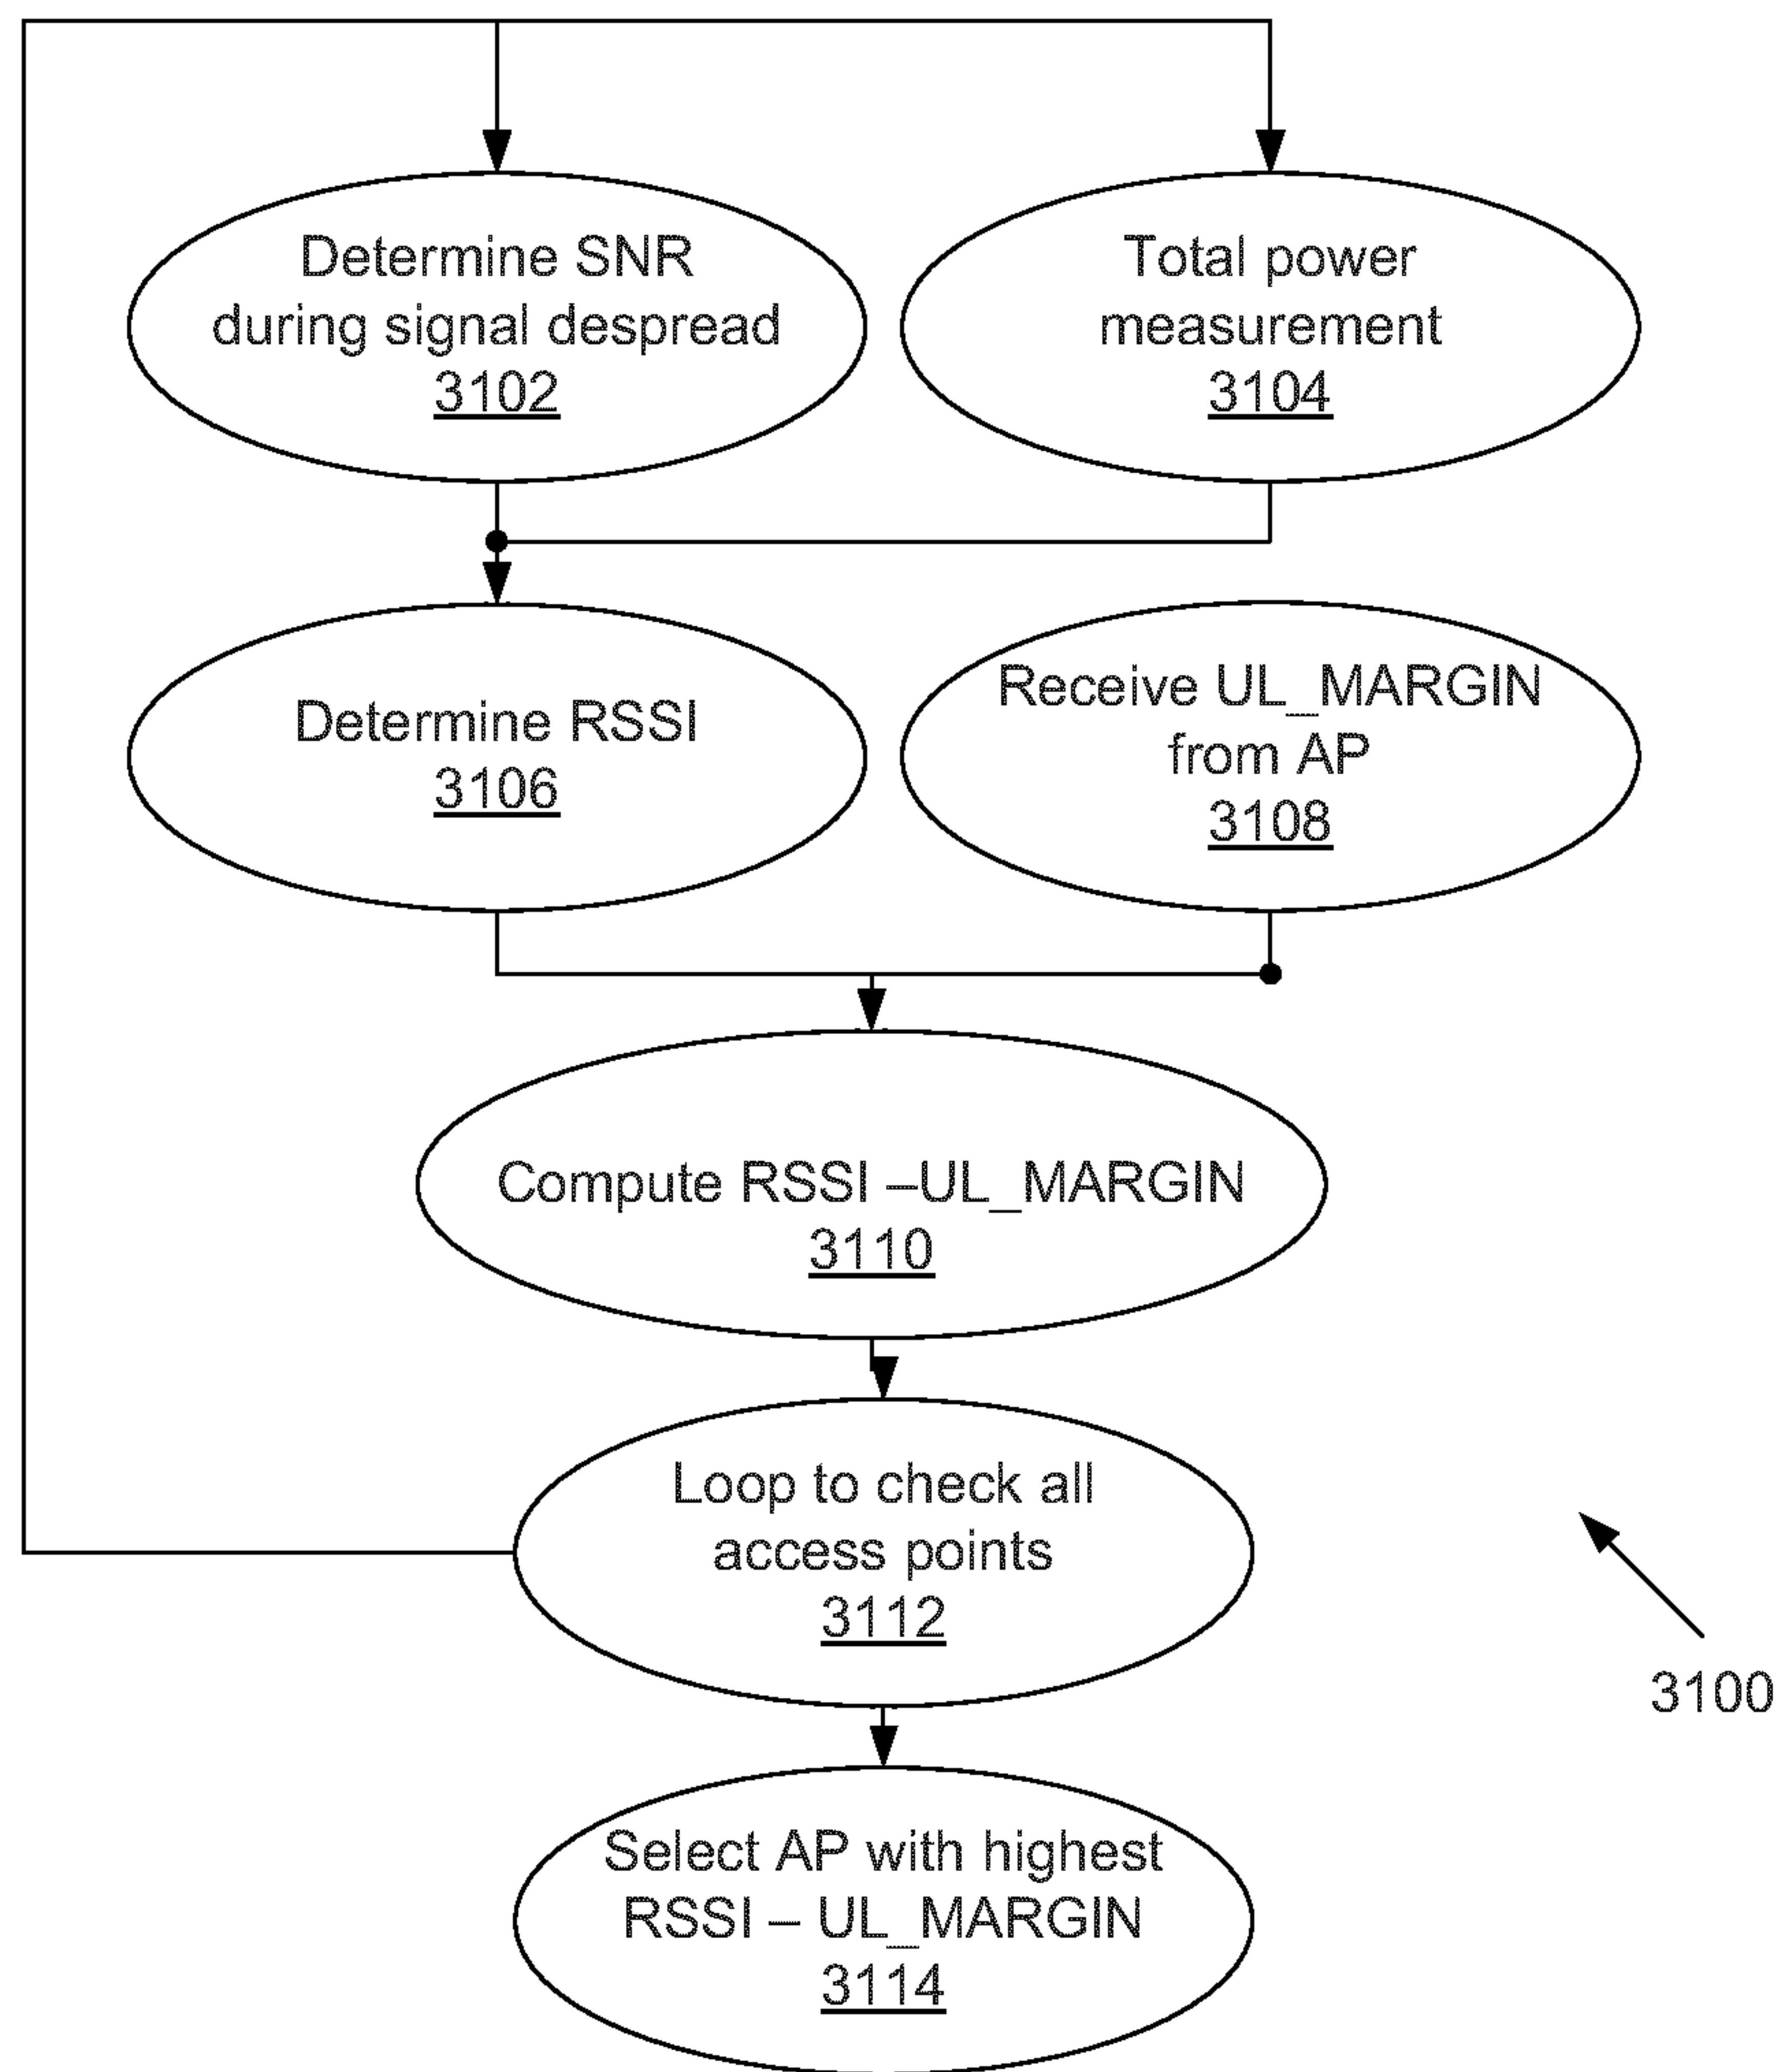 Determine SNR
during signal despread
3102
Total power
measurement
3104
Determine RSSI
3106
Receive UL_MARGIN
from AP
3108
Compute RSSI –UL_MARGIN
3110
Loop to check all
access points
3112
3100
Select AP with highest
RSSI – UL_MARGIN
3114